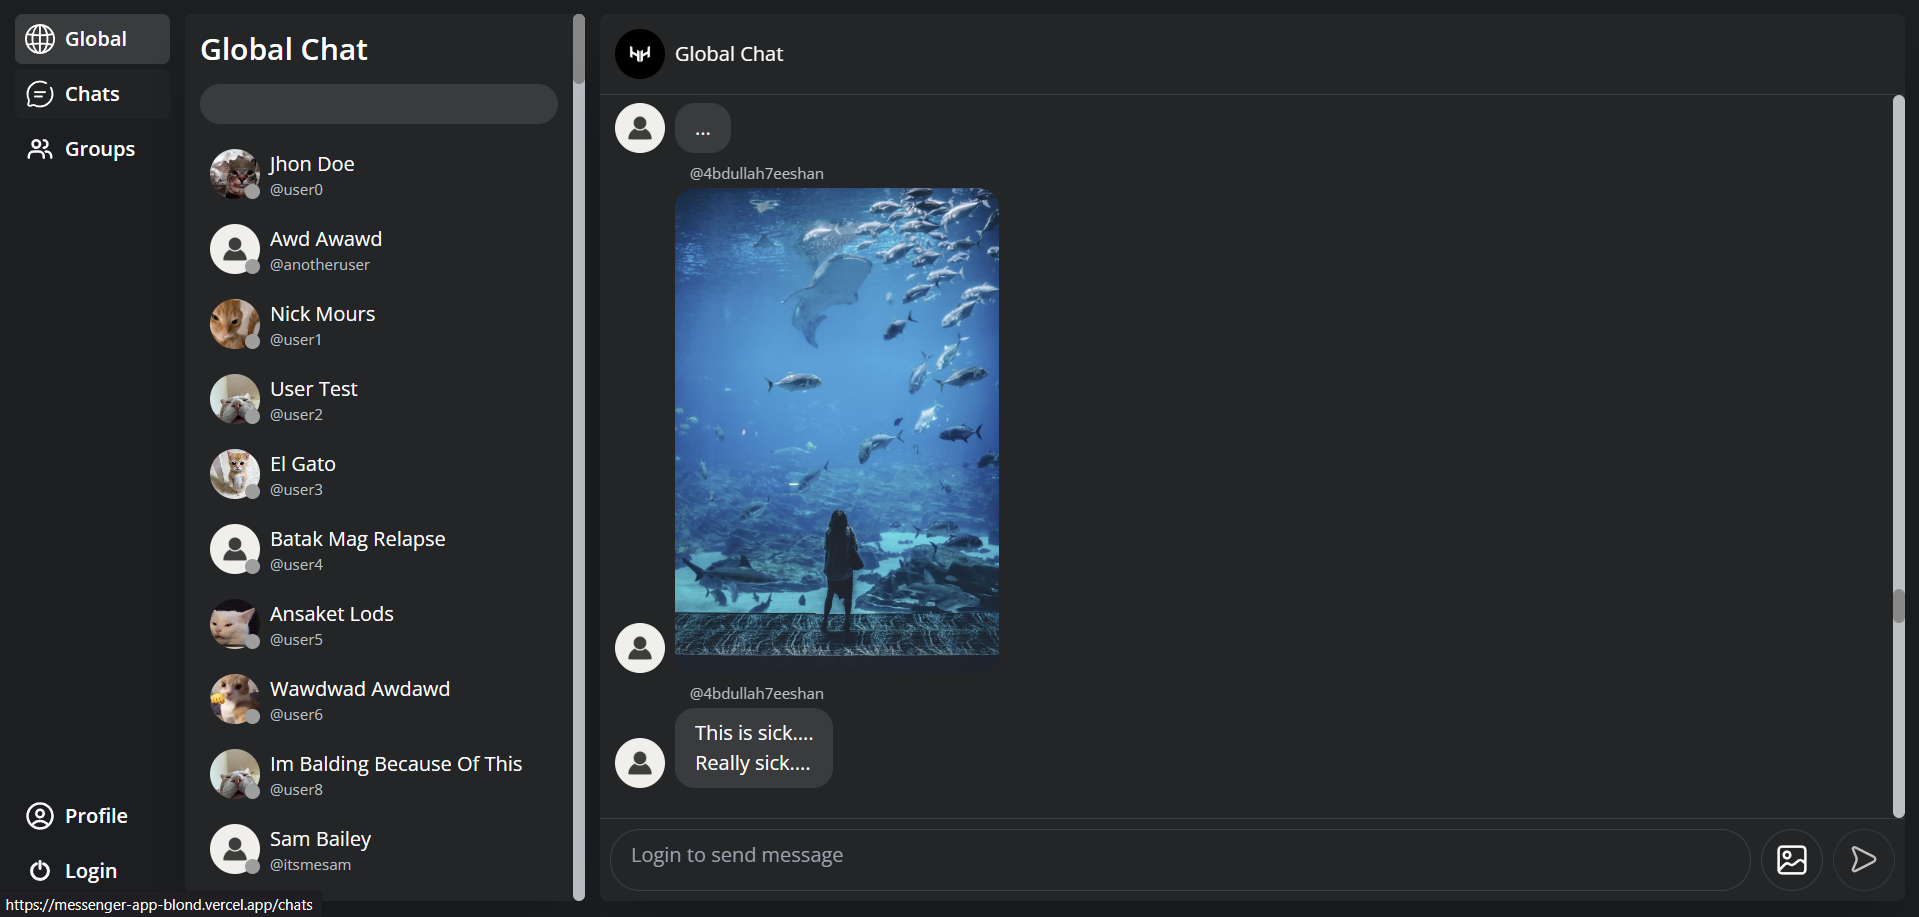 Global
Chats
Groups
Profile
Login
Global Chat
Jhon Doe
@user0
Awd Awawd
@anotheruser
Nick Mours
@user1
User Test
@user2
El Gato
@user3
Batak Mag Relapse
@user4
Ansaket Lods
@user5
Wawdwad Awdawd
@user6
Im Balding Because Of This
@user8
Sam Bailey
@itsmesam
Global Chat
...
@4bdullah7eeshan
@4bdullah7eeshan
This is sick....
Really sick....
Login to send message
https://messenger-app-blond.vercel.app/chats